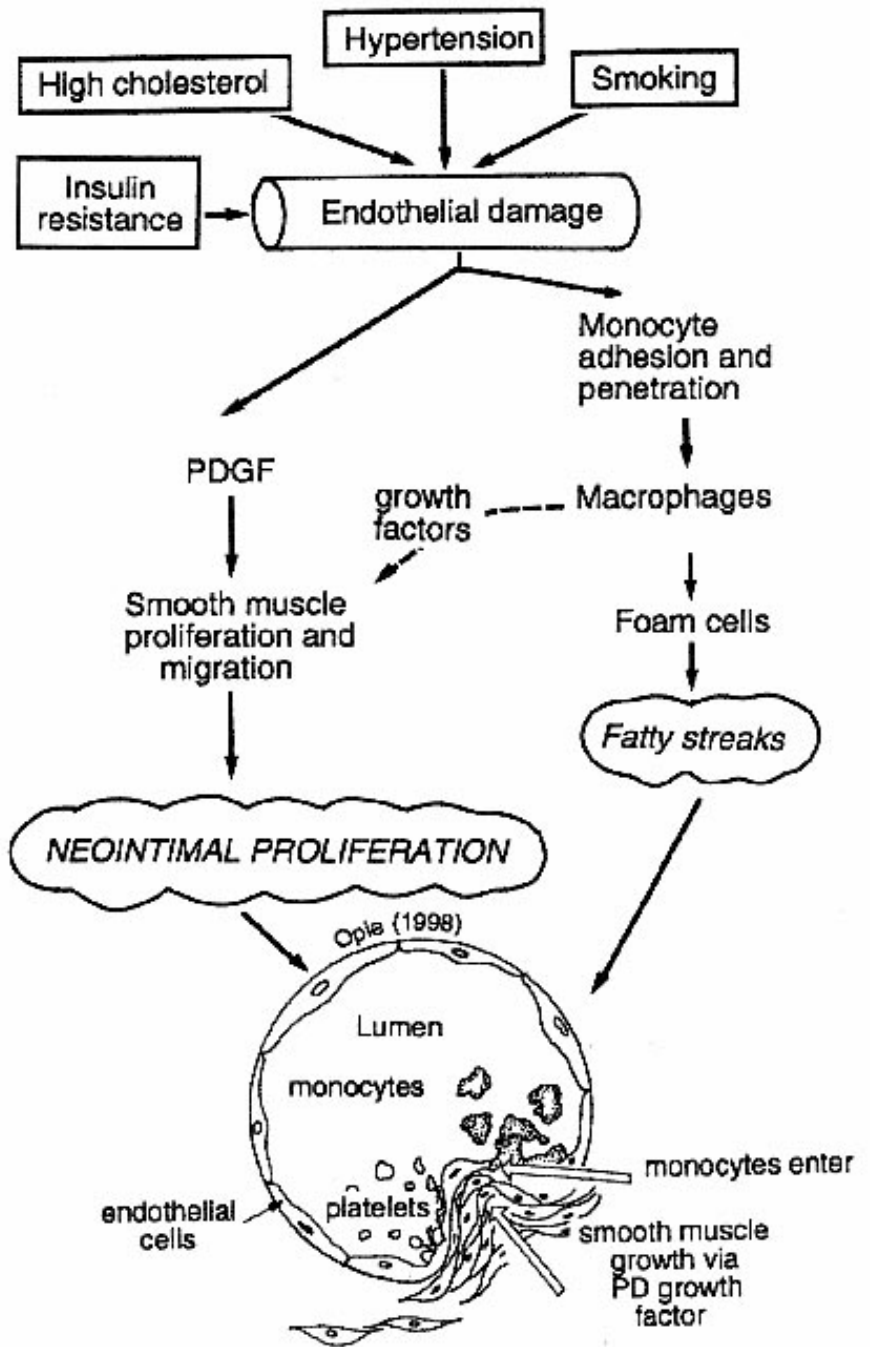 Hypertension
High cholesterol
Smoking
Insulin
resistance
Endothelial damage
Monocyte
adhesion and
penetration
PDGF
growth
factors
Macrophages
Smooth muscle
proliferation and
migration
Foam cells
Fatty streaks
NEOINTIMAL PROLIFERATION
Opie (1998)
Lumen
monocytes
monocytes enter
platelets
endothelial
cells
smooth muscle
growth via
PD growth
factor